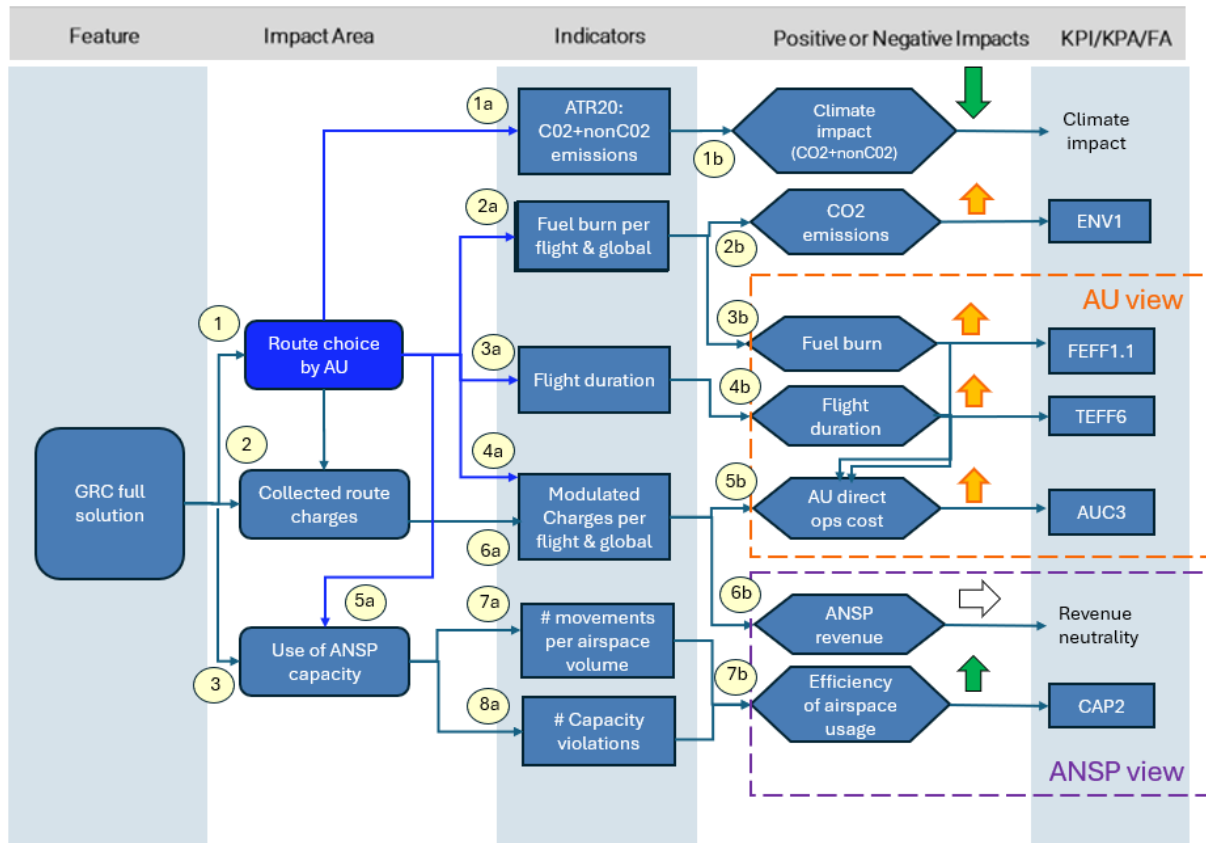 Feature
Impact Area
Indicators
Positive or Negative Impacts
KPI/KPA/FA
1a
ATR20:
C02+nonC02
emissions
1b
Climate
impact
(CO2+nonC02)
Climate
impact
2a
Fuel burn per
flight & global
2b
CO2
emissions
ENV1
AU view
1
Route choice
by AU
3a
Flight duration
3b
Fuel burn
FEFF1.1
4b
Flight
duration
TEFF6
2
GRC full
solution
Collected route
charges
4a
Modulated
Charges per
flight & global
6a
5b
AU direct
ops cost
AUC3
5a
3
Use of ANSP
capacity
7a
# movements
per airspace
volume
8a
# Capacity
violations
6b
ANSP
revenue
Revenue
neutrality
7b
Efficiency
of airspace
usage
CAP2
ANSP view